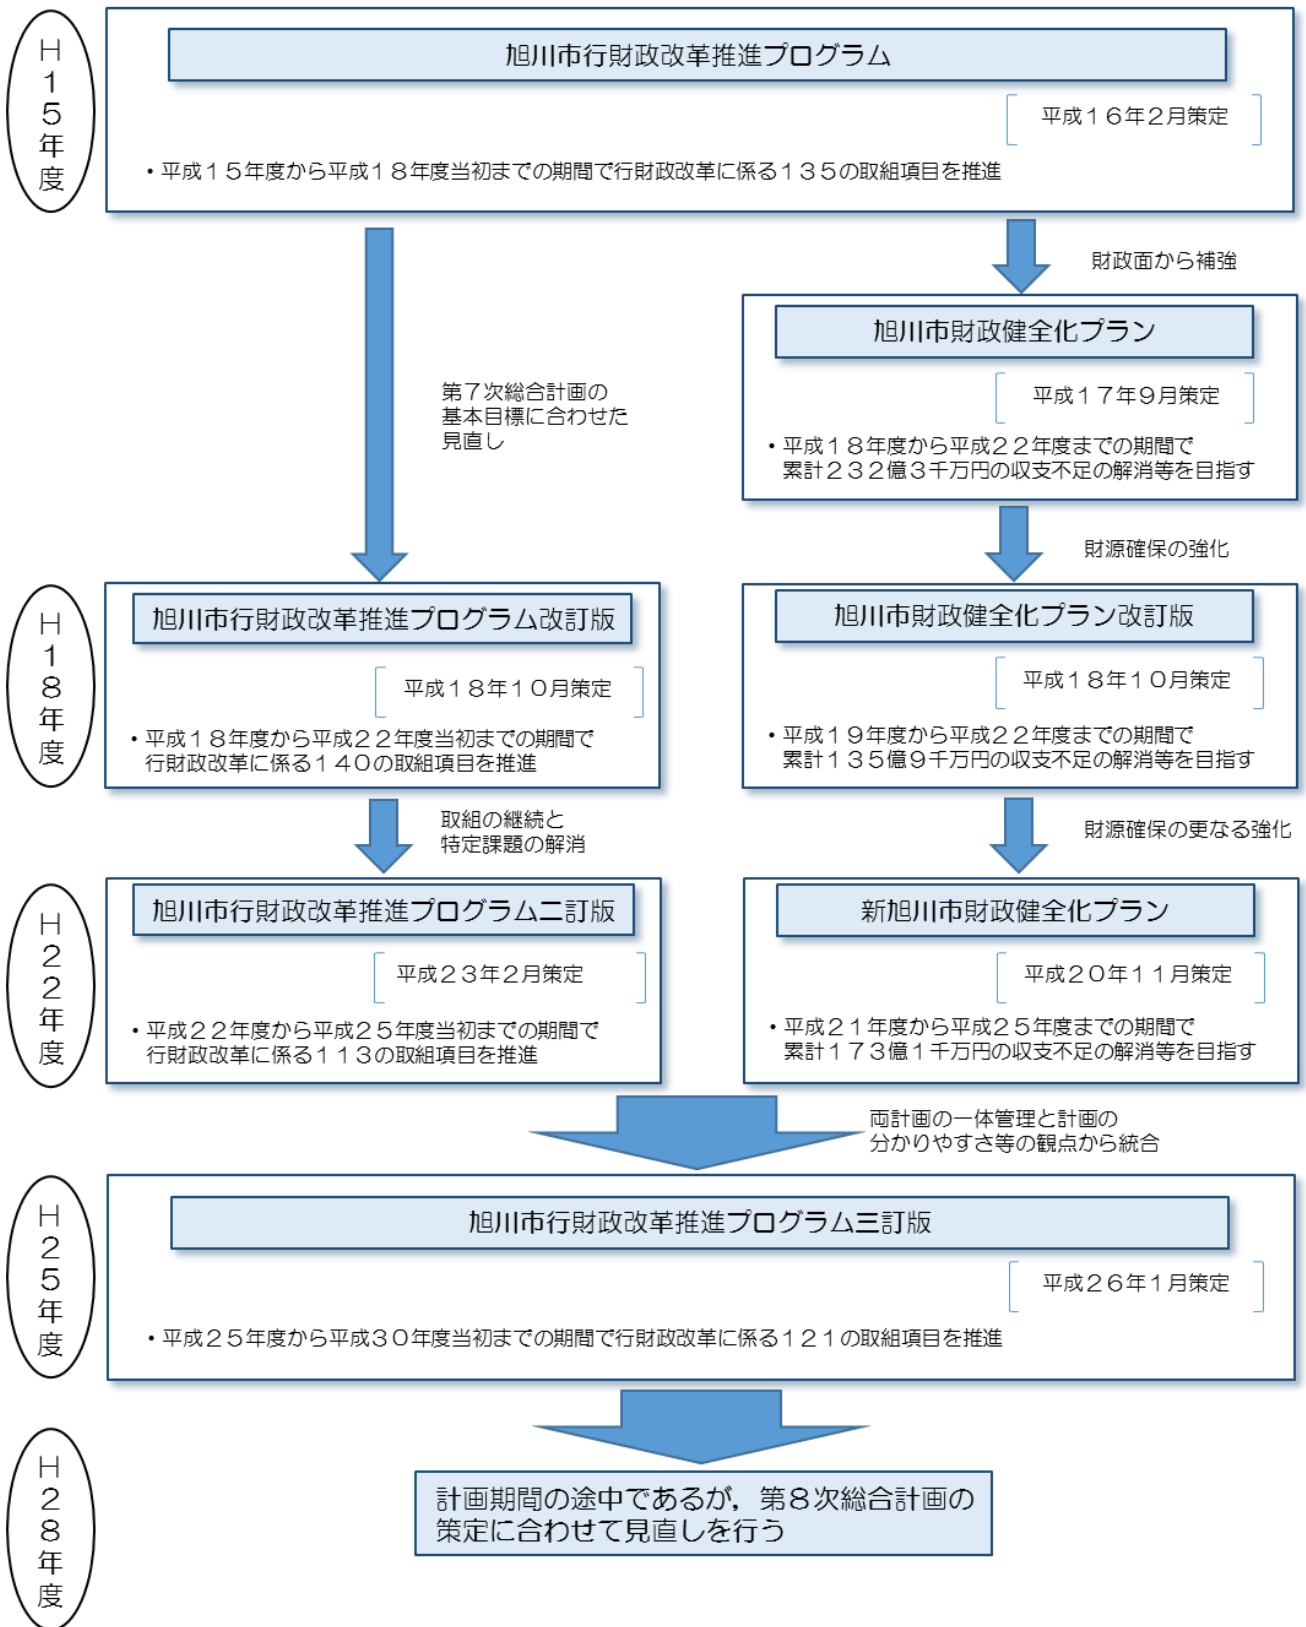 H15年度
旭川市行財政改革推進プログラム
平成16年2月策定
・平成15年度から平成18年度当初までの期間で行財政改革に係る135の取組項目を推進
財政面から補強
旭川市財政健全化プラン
平成17年9月策定
・平成18年度から平成22年度までの期間で
累計232億3千万円の収支不足の解消等を目指す
第7次総合計画の
基本目標に合わせた
見直し
財源確保の強化
H18年度
旭川市行財政改革推進プログラム改訂版
平成18年10月策定
・平成18年度から平成22年度当初までの期間で
行財政改革に係る140の取組項目を推進
旭川市財政健全化プラン改訂版
平成18年10月策定
・平成19年度から平成22年度までの期間で
累計135億9千万円の収支不足の解消等を目指す
取組の継続と
特定課題の解消
財源確保の更なる強化
H22年度
旭川市行財政改革推進プログラム二訂版
平成23年2月策定
・平成22年度から平成25年度当初までの期間で
行財政改革に係る113の取組項目を推進
新旭川市財政健全化プラン
平成20年11月策定
・平成21年度から平成25年度までの期間で
累計173億1千万円の収支不足の解消等を目指す
両計画の一体管理と計画の
分かりやすさ等の観点から統合
H25年度
旭川市行財政改革推進プログラム三訂版
平成26年1月策定
・平成25年度から平成30年度当初までの期間で行財政改革に係る121の取組項目を推進
H28年度
計画期間の途中であるが，第8次総合計画の
策定に合わせて見直しを行う